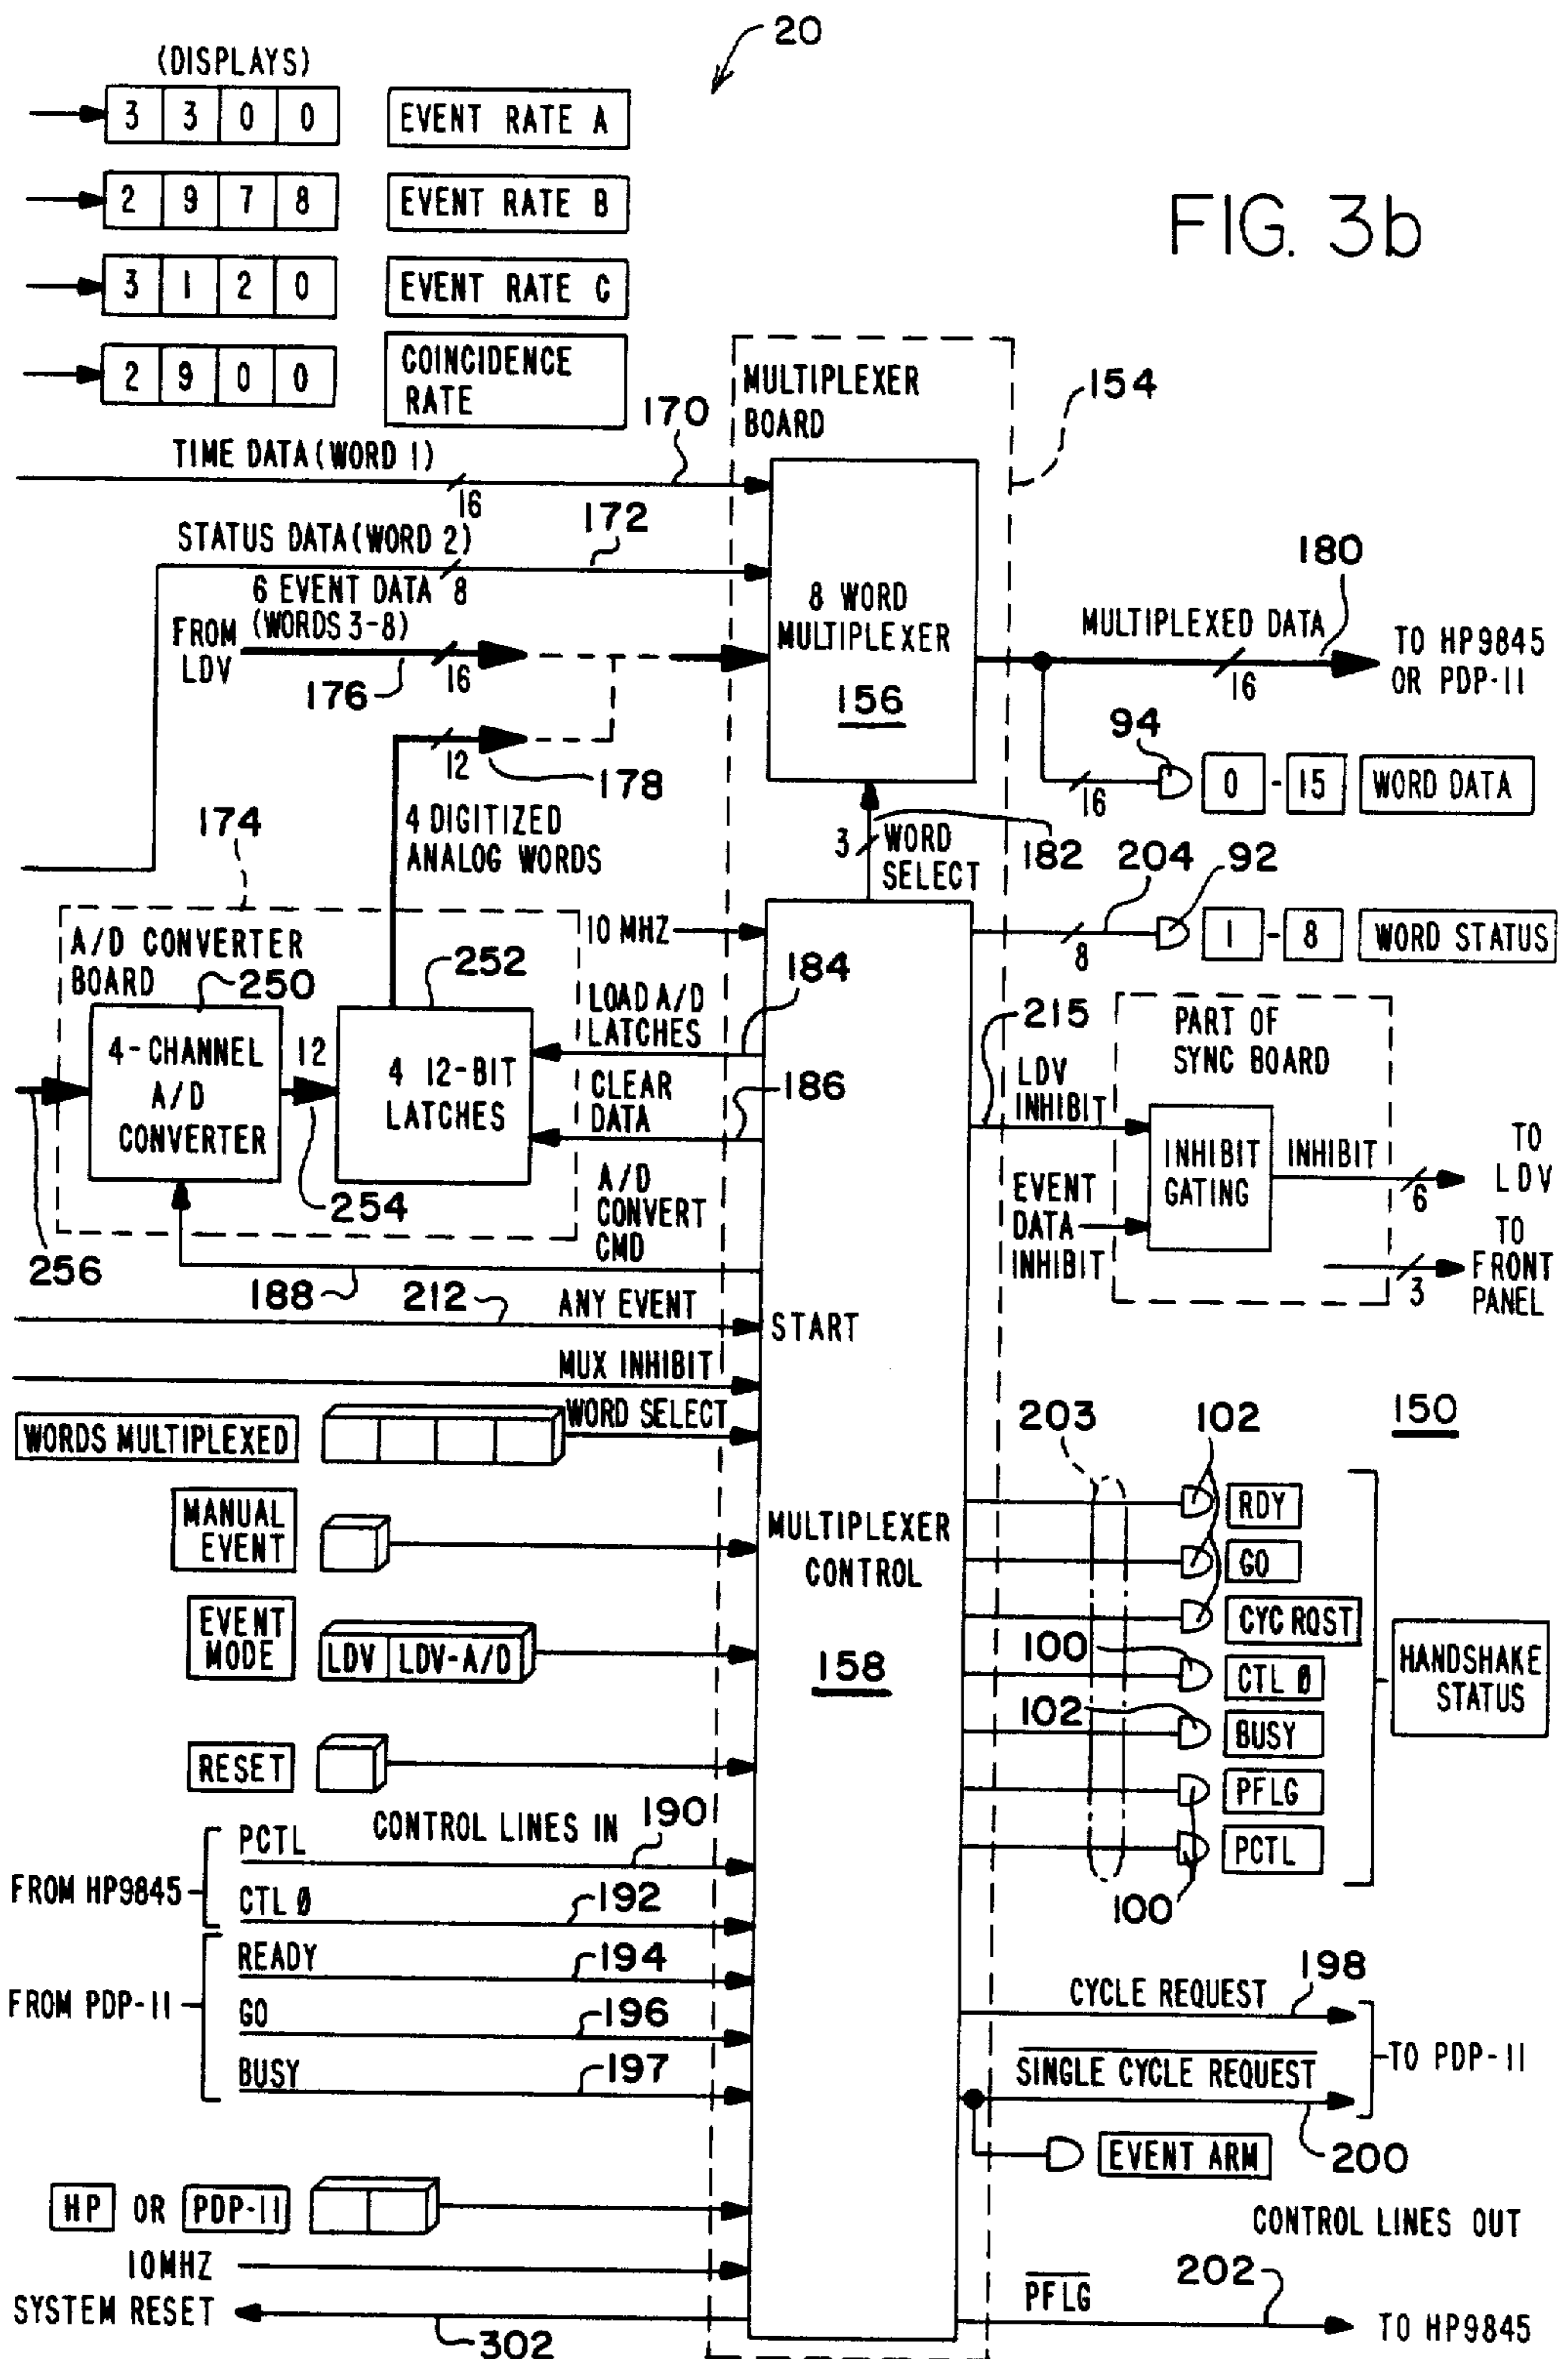 20
(DISPLAYS)
3 3 0 0 EVENT RATE A
2 9 7 8 EVENT RATE B
FIG. 3b
3 1 2 0 EVENT RATE C
2 9 0 0 COINCIDENCE
RATE
MULTIPLEXER
BOARD
154
170
TIME DATA (WORD 1)
16
172
STATUS DATA (WORD 2)
8
6 EVENT DATA
(WORDS 3-8)
FROM
LDV
176
16
8 WORD
MULTIPLEXER
156
180
MULTIPLEXED DATA
16
TO HP9845
OR PDP-11
94
16
0 - 15 WORD DATA
12
178
4 DIGITIZED
ANALOG WORDS
174
3
WORD
SELECT
182
204
92
8
1 - 8 WORD STATUS
A/D CONVERTER
BOARD
250
252
10 MHZ
184
LOAD A/D
LATCHES
4-CHANNEL
A/D
CONVERTER
12
254
4 12-BIT
LATCHES
186
CLEAR
DATA
A/D
CONVERT
CMD
256
188
215
LDV
INHIBIT
PART OF
SYNC BOARD
INHIBIT
GATING
INHIBIT
6
TO
LDV
EVENT
DATA
INHIBIT
3
TO
FRONT
PANEL
212
ANY EVENT
START
MUX INHIBIT
WORDS MULTIPLEXED
WORD SELECT
150
MANUAL
EVENT
MULTIPLEXER
CONTROL
158
EVENT
MODE
LDV LDV-A/D
RESET
203
102
RDY
GO
CYC RQST
100
CTL Ø
102
BUSY
PFLG
PCTL
100
HANDSHAKE
STATUS
CONTROL LINES IN
FROM HP9845
PCTL
190
CTL Ø
192
FROM PDP-11
READY
194
GO
196
BUSY
197
CYCLE REQUEST
198
SINGLE CYCLE REQUEST
200
TO PDP-11
EVENT ARM
HP OR PDP-11
CONTROL LINES OUT
10MHZ
SYSTEM RESET
302
PFLG
202
TO HP9845